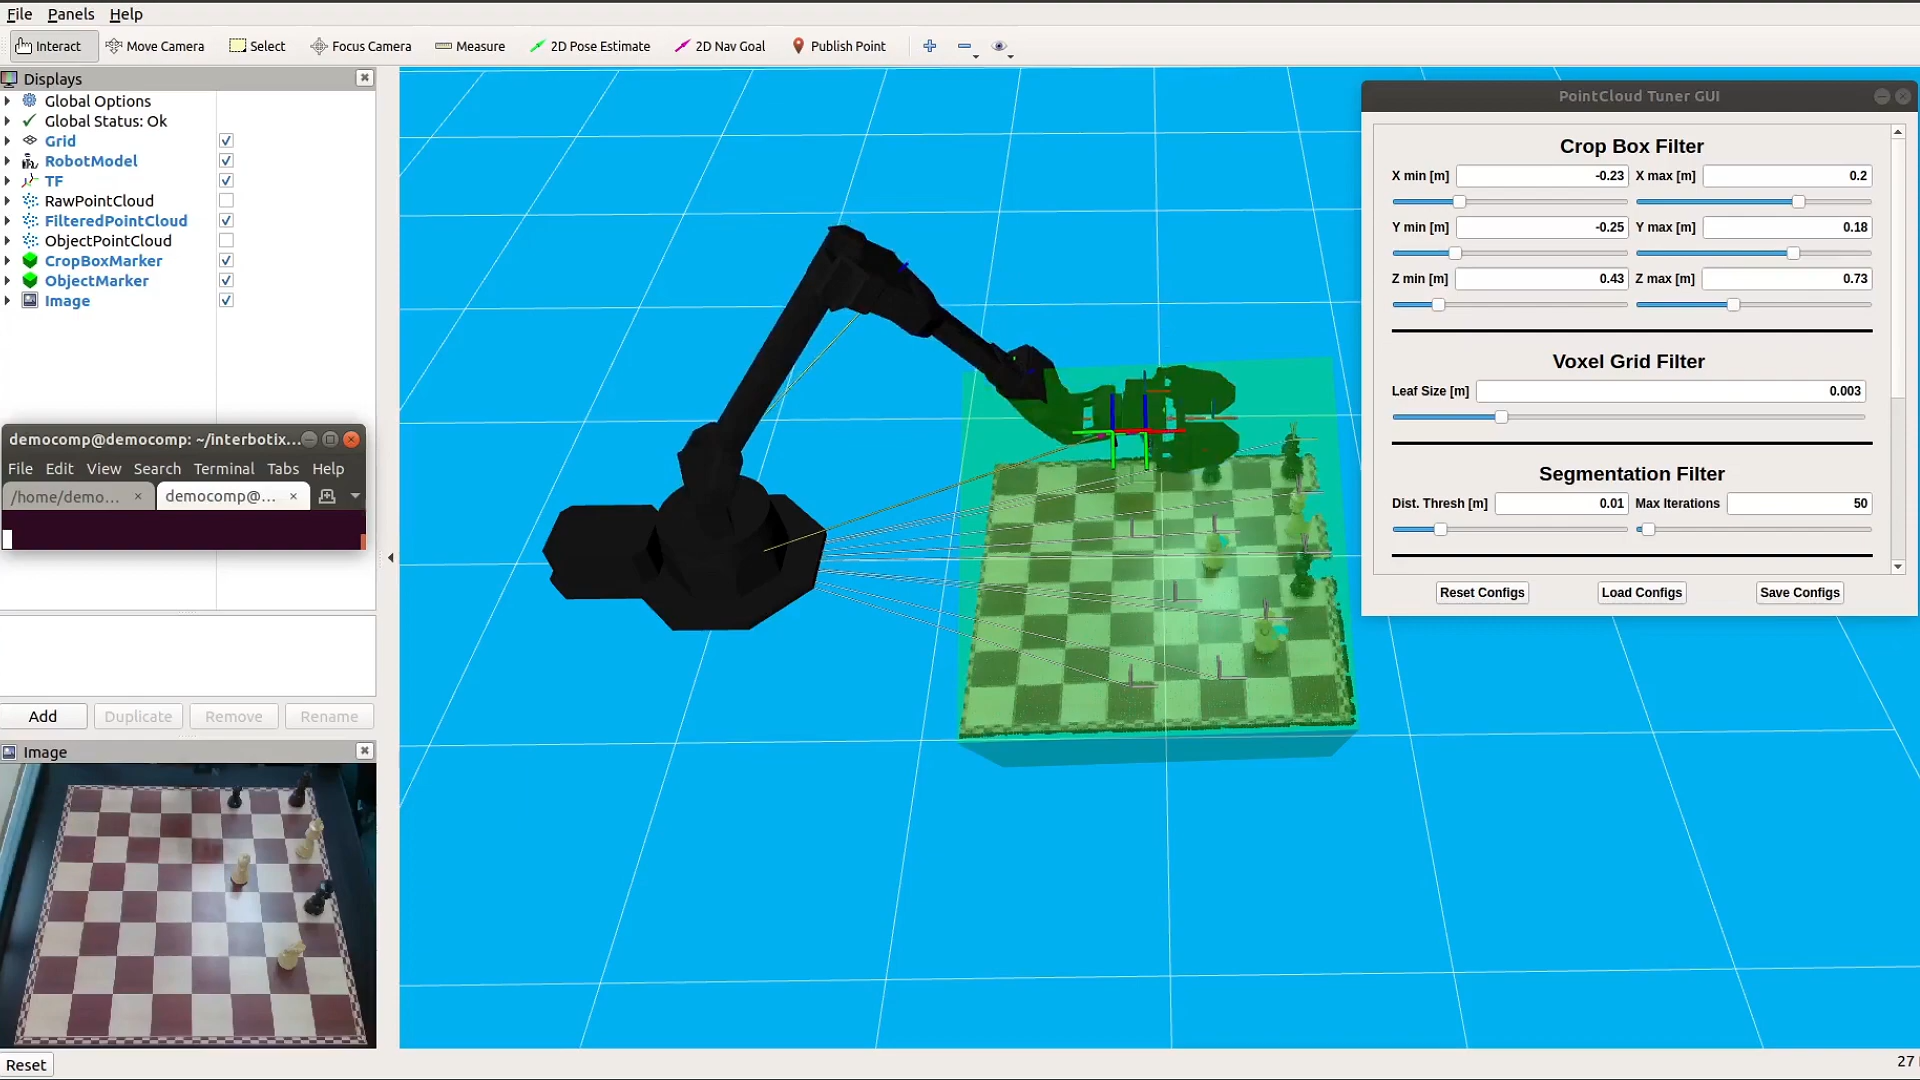 File Panels Help
Interact Move Camera Select Focus Camera Measure 2D Pose Estimate 2D Nav Goal Publish Point
Displays
Global Options
Global Status: Ok
Grid
RobotModel
TF
RawPointCloud
FilteredPointCloud
ObjectPointCloud
CropBoxMarker
ObjectMarker
Image
democomp@democomp: ~/interbotix...
File Edit View Search Terminal Tabs Help
/home/demo... × democomp@... ×
Add Duplicate Remove Rename
Image
Reset
PointCloud Tuner GUI
Crop Box Filter
X min [m] -0.23 X max [m] 0.2
Y min [m] -0.25 Y max [m] 0.18
Z min [m] 0.43 Z max [m] 0.73
Voxel Grid Filter
Leaf Size [m] 0.003
Segmentation Filter
Dist. Thresh [m] 0.01 Max Iterations 50
Reset Configs Load Configs Save Configs
27